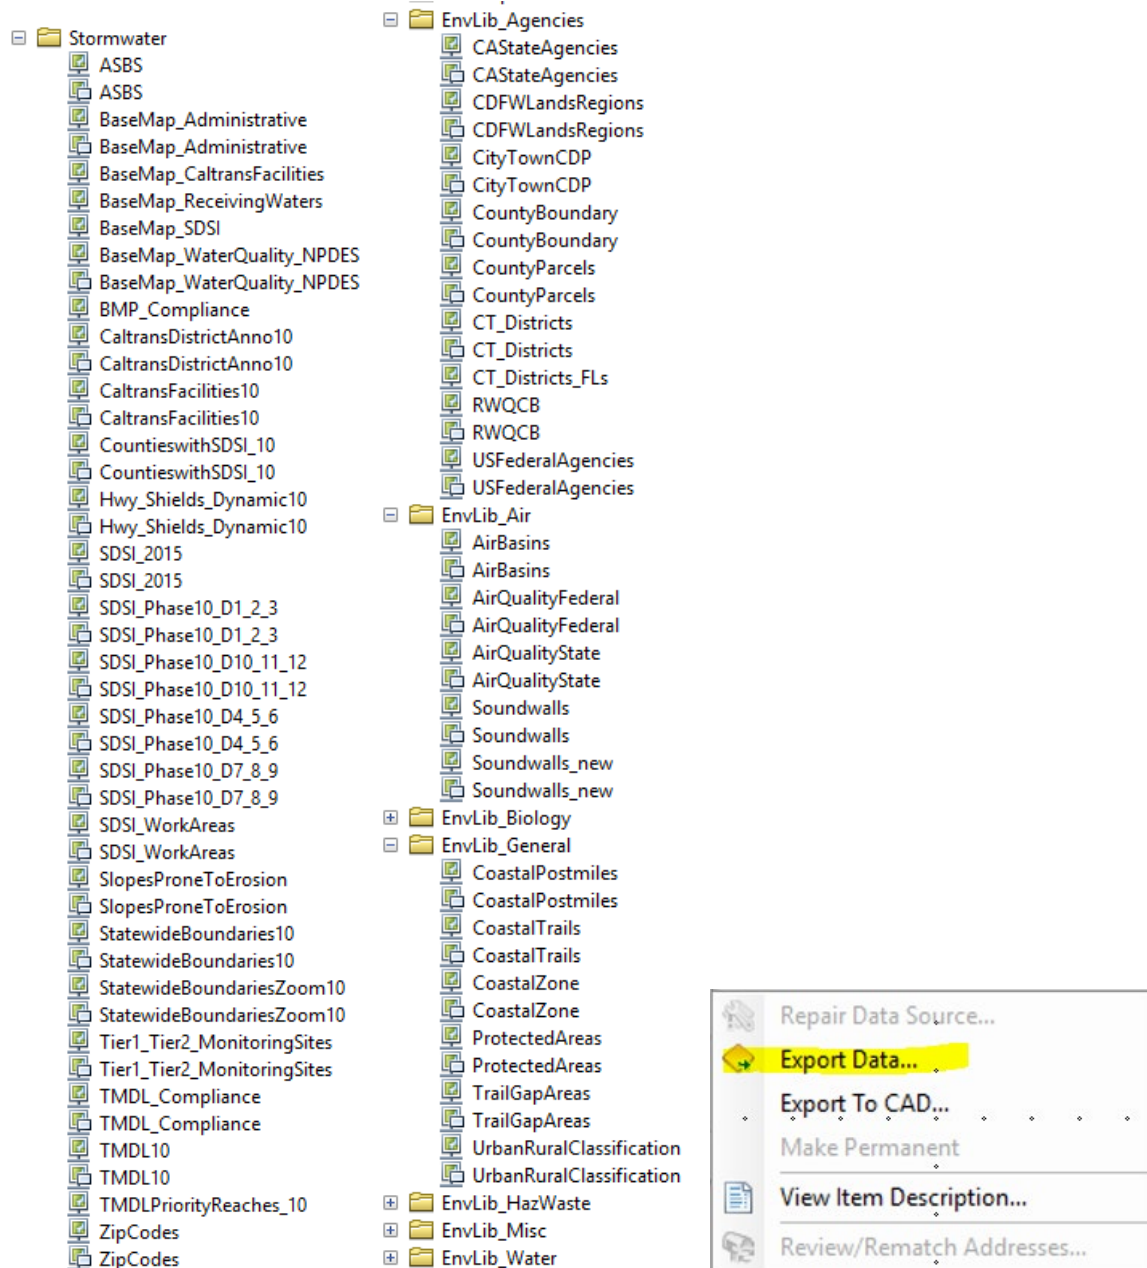 Stormwater
ASBS
ASBS
BaseMap_Administrative
BaseMap_Administrative
BaseMap_CaltransFacilities
BaseMap_ReceivingWaters
BaseMap_SDSI
BaseMap_WaterQuality_NPDES
BaseMap_WaterQuality_NPDES
BMP_Compliance
CaltransDistrictAnno10
CaltransDistrictAnno10
CaltransFacilities10
CaltransFacilities10
CountieswithSDSI_10
CountieswithSDSI_10
Hwy_Shields_Dynamic10
Hwy_Shields_Dynamic10
SDSI_2015
SDSI_2015
SDSI_Phase10_D1_2_3
SDSI_Phase10_D1_2_3
SDSI_Phase10_D10_11_12
SDSI_Phase10_D10_11_12
SDSI_Phase10_D4_5_6
SDSI_Phase10_D4_5_6
SDSI_Phase10_D7_8_9
SDSI_Phase10_D7_8_9
SDSI_WorkAreas
SDSI_WorkAreas
SlopesProneToErosion
SlopesProneToErosion
StatewideBoundaries10
StatewideBoundaries10
StatewideBoundariesZoom10
StatewideBoundariesZoom10
Tier1_Tier2_MonitoringSites
Tier1_Tier2_MonitoringSites
TMDL_Compliance
TMDL_Compliance
TMDL10
TMDL10
TMDLPriorityReaches_10
ZipCodes
ZipCodes
EnvLib_Agencies
CAStateAgencies
CAStateAgencies
CDFWLandsRegions
CDFWLandsRegions
CityTownCDP
CityTownCDP
CountyBoundary
CountyBoundary
CountyParcels
CountyParcels
CT_Districts
CT_Districts
CT_Districts_FLs
RWQCB
RWQCB
USFederalAgencies
USFederalAgencies
EnvLib_Air
AirBasins
AirBasins
AirQualityFederal
AirQualityFederal
AirQualityState
AirQualityState
Soundwalls
Soundwalls
Soundwalls_new
Soundwalls_new
EnvLib_Biology
EnvLib_General
CoastalPostmiles
CoastalPostmiles
CoastalTrails
CoastalTrails
CoastalZone
CoastalZone
ProtectedAreas
ProtectedAreas
TrailGapAreas
TrailGapAreas
UrbanRuralClassification
UrbanRuralClassification
EnvLib_HazWaste
EnvLib_Misc
EnvLib_Water
Repair Data Source...
Export Data...
Export To CAD...
Make Permanent
View Item Description...
Review/Rematch Addresses...